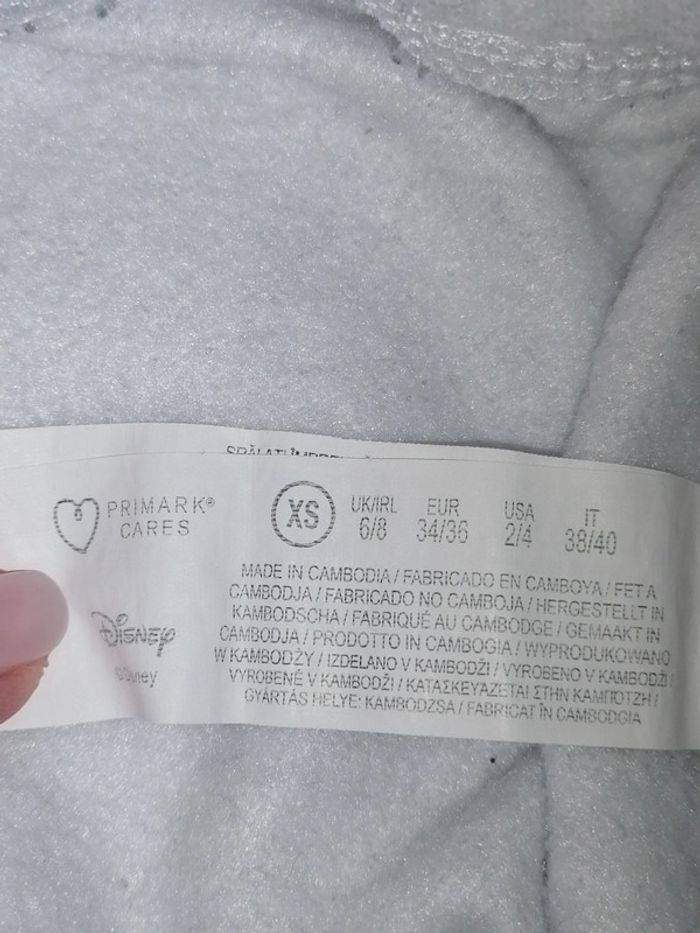 PRIMARK®
CARES
XS
UK/IRL
6/8
EUR
34/36
USA
2/4
IT
38/40
MADE IN CAMBODIA / FABRICADO EN CAMBOYA / FET A
CAMBODJA / FABRICADO NO CAMBOJA / HERGESTELLT IN
KAMBODSCHA / FABRIQUÉ AU CAMBODGE / GEMAAKT IN
CAMBODJA / PRODOTTO IN CAMBOGIA / WYPRODUKOWANO
W KAMBODŻY / IZDELANO V KAMBODŽI / VYROBENO V KAMBODŽI /
VYROBENÉ V KAMBODŽI / ΚΑΤΑΣΚΕΥΑΖΕΤΑΙ ΣΤΗΝ ΚΑΜΠΟΤΖΗ /
GYÁRTÁS HELYE: KAMBODZSA / FABRICAT ÎN CAMBODGIA
Disney
©Disney